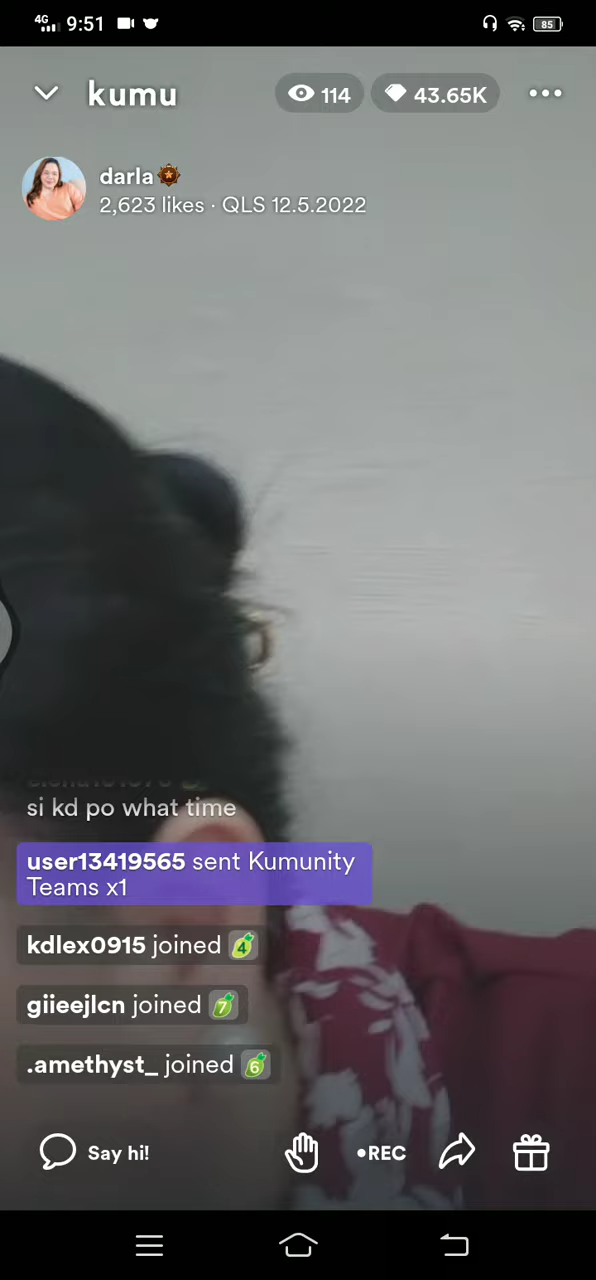 4G 9:51 85
kumu 114 43.65K
darla
2,623 likes · QLS 12.5.2022
si kd po what time
user13419565 sent Kumunity
Teams x1
kdlex0915 joined 4
giieejlcn joined 7
.amethyst_ joined 6
Say hi! •REC